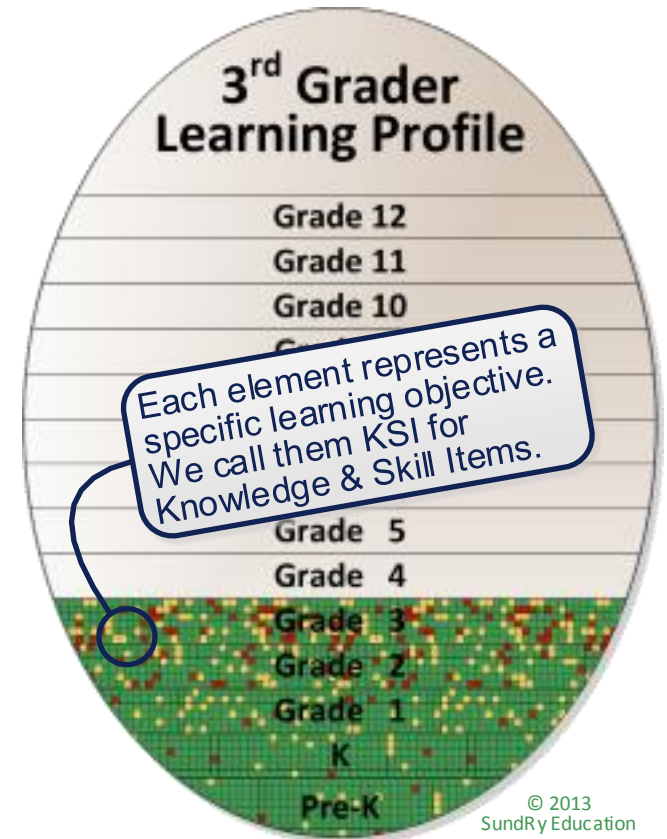 3rd Grader
Learning Profile
Grade 12
Grade 11
Grade 10
Each element represents a
specific learning objective.
We call them KSI for
Knowledge & Skill Items.
Grade 5
Grade 4
Grade 3
Grade 2
Grade 1
K
Pre-K
© 2013
SundRy Education